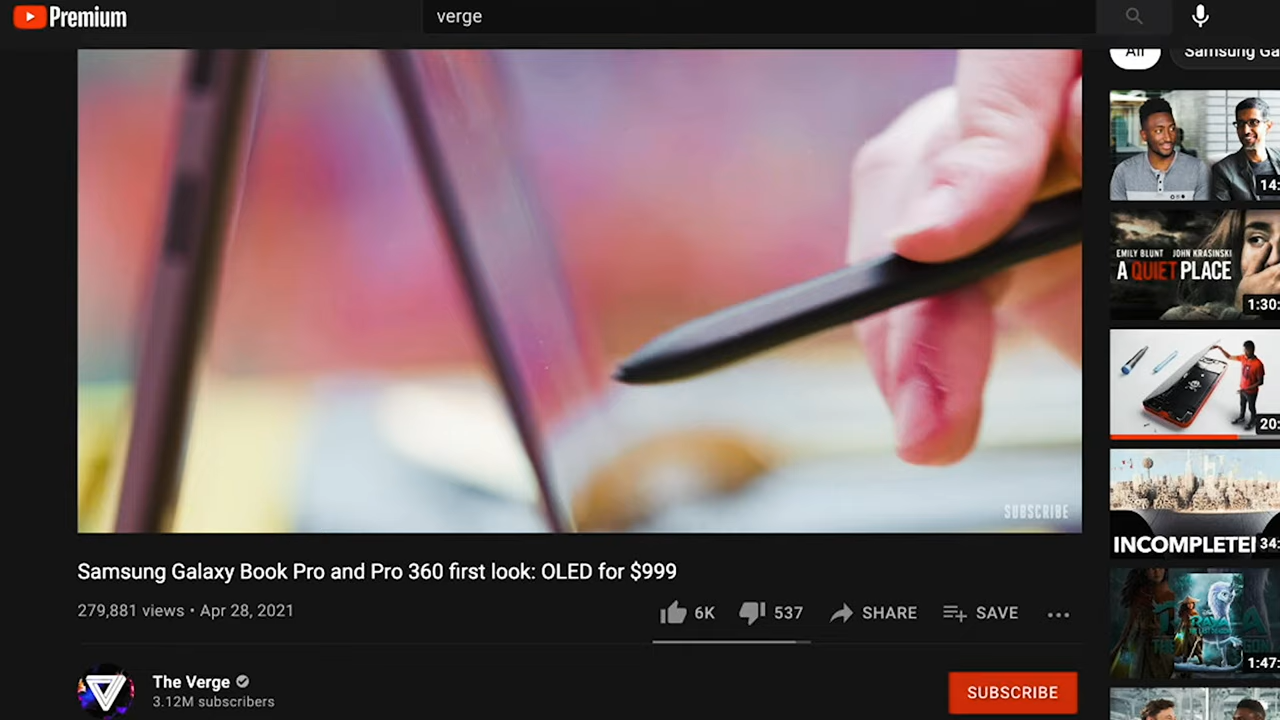 Premium
verge
All
Samsung Ga
14:
EMILY BLUNT JOHN KRASINSKI
A QUIET PLACE
1:30:
20:
SUBSCRIBE
INCOMPLETE!
34:
Samsung Galaxy Book Pro and Pro 360 first look: OLED for $999
279,881 views • Apr 28, 2021
6K
537
SHARE
SAVE
1:47:
The Verge
3.12M subscribers
SUBSCRIBE